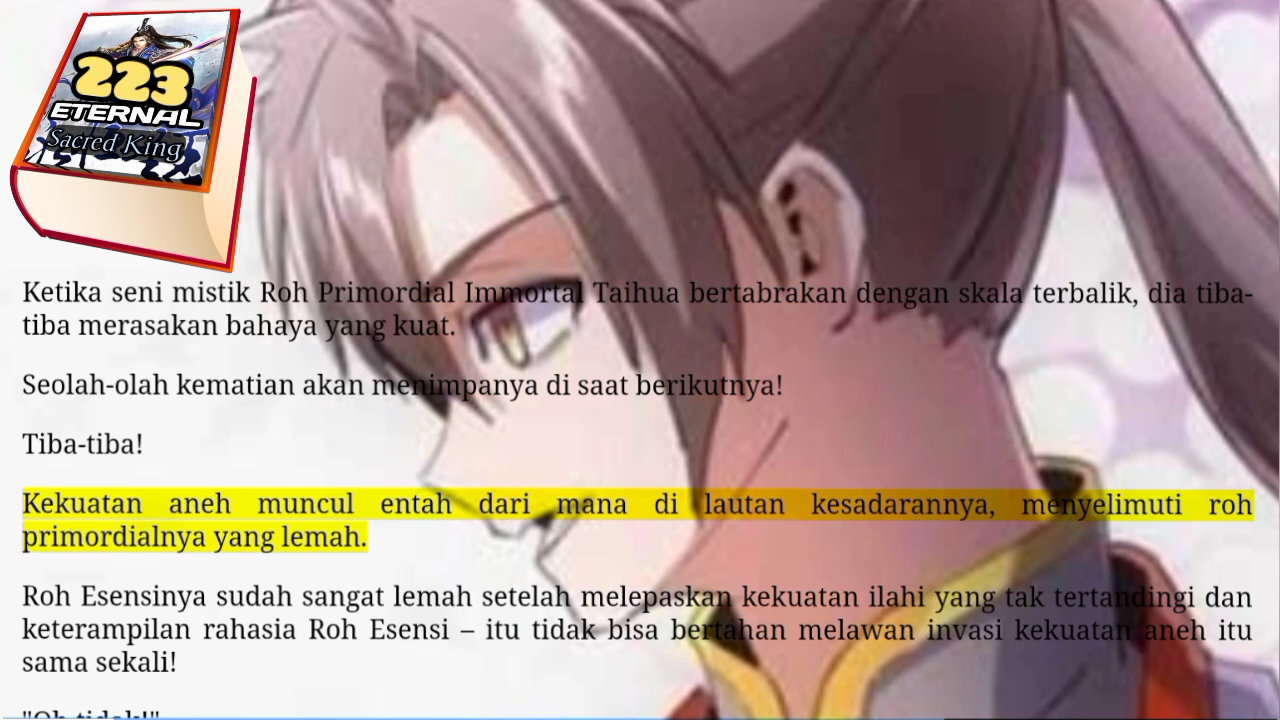 223
ETERNAL
Sacred King
Ketika seni mistik Roh Primordial Immortal Taihua bertabrakan dengan skala terbalik, dia tiba-
tiba merasakan bahaya yang kuat.
Seolah-olah kematian akan menimpanya di saat berikutnya!
Tiba-tiba!
Kekuatan aneh muncul entah dari mana di lautan kesadarannya, menyelimuti roh
primordialnya yang lemah.
Roh Esensinya sudah sangat lemah setelah melepaskan kekuatan ilahi yang tak tertandingi dan
keterampilan rahasia Roh Esensi – itu tidak bisa bertahan melawan invasi kekuatan aneh itu
sama sekali!
"Oh tidak!"